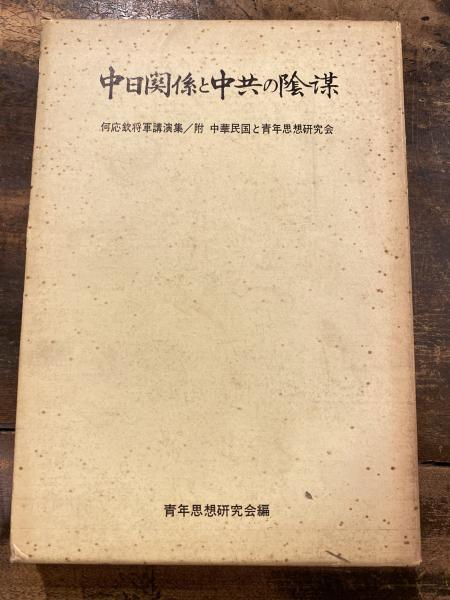 中日関係と中共の陰謀
何応欽将軍講演集／附 中華民国と青年思想研究会
青年思想研究会編